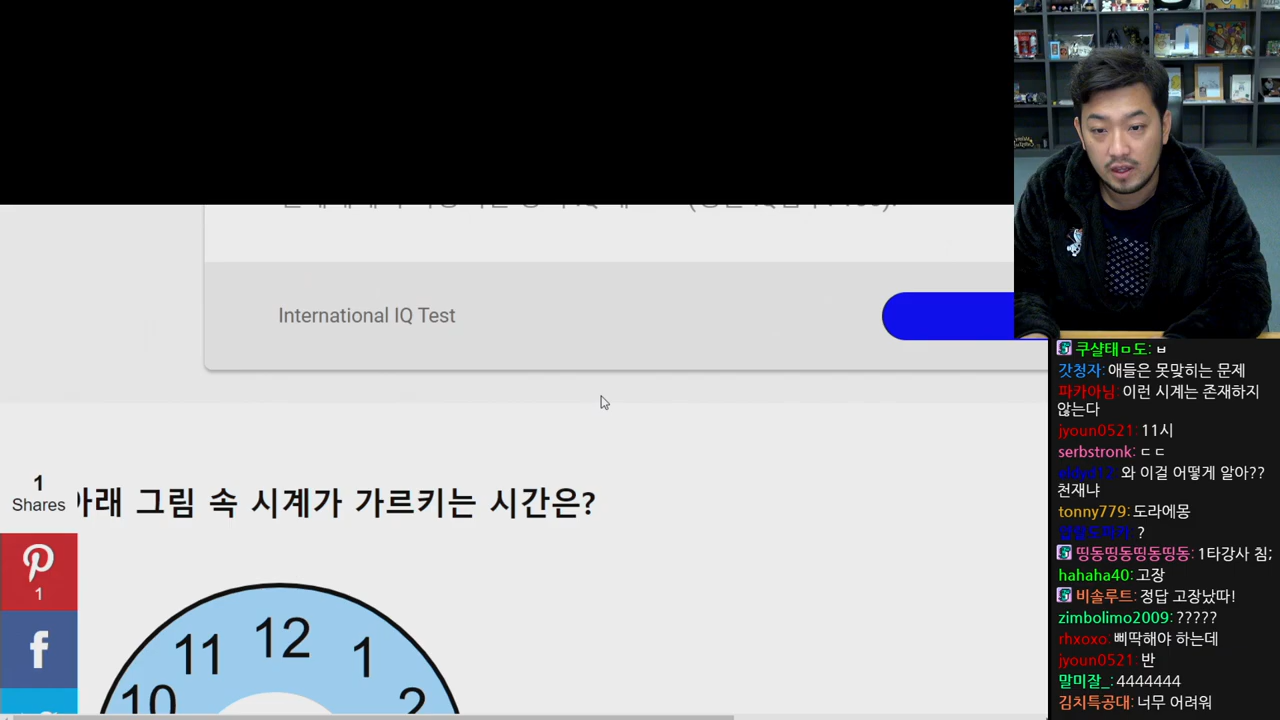 International IQ Test
1
Shares
아래 그림 속 시계가 가르키는 시간은?
1
12
11
1
10
2
쿠샬태ㅁ도: ㅂ
갓청자: 애들은 못맞히는 문제
파카아님: 이런 시계는 존재하지
않는다
jyoun0521: 11시
serbstronk: ㄷㄷ
eldyd12: 와 이걸 어떻게 알아??
천재냐
tonny779: 도라에몽
?
띵동띵동띵동띵동: 1타강사 침;
hahaha40: 고장
비솔루트: 정답 고장났따!
zimbolimo2009: ?????
rhxoxo: 삐딱해야 하는데
jyoun0521: 반
말미잘_: 4444444
김치특공대: 너무 어려워